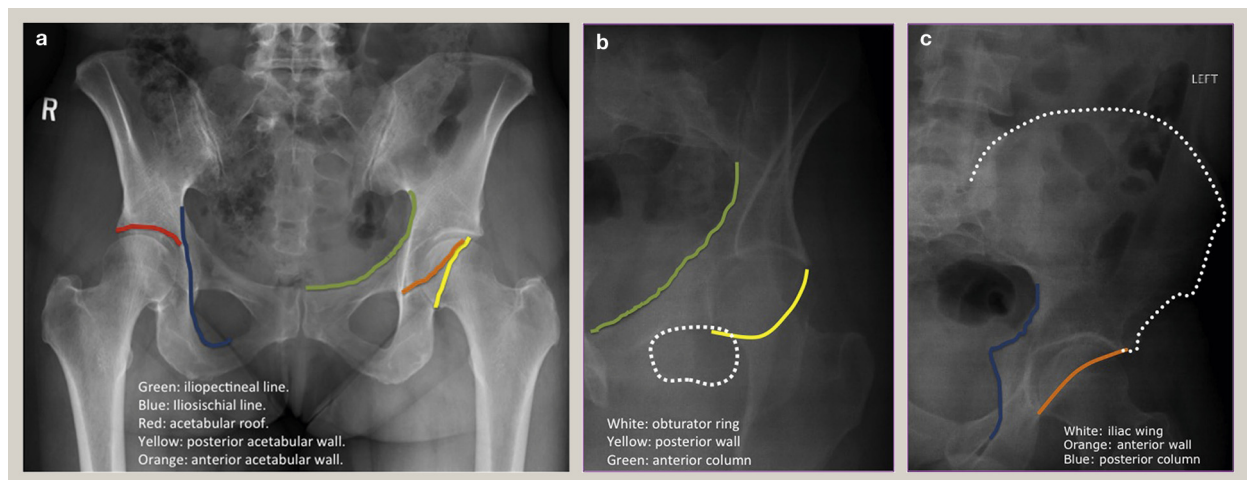 a
R
Green: iliopectineal line.
Blue: Iliosischial line.
Red: acetabular roof.
Yellow: posterior acetabular wall.
Orange: anterior acetabular wall.
b
White: obturator ring
Yellow: posterior wall
Green: anterior column
c
LEFT
White: iliac wing
Orange: anterior wall
Blue: posterior column